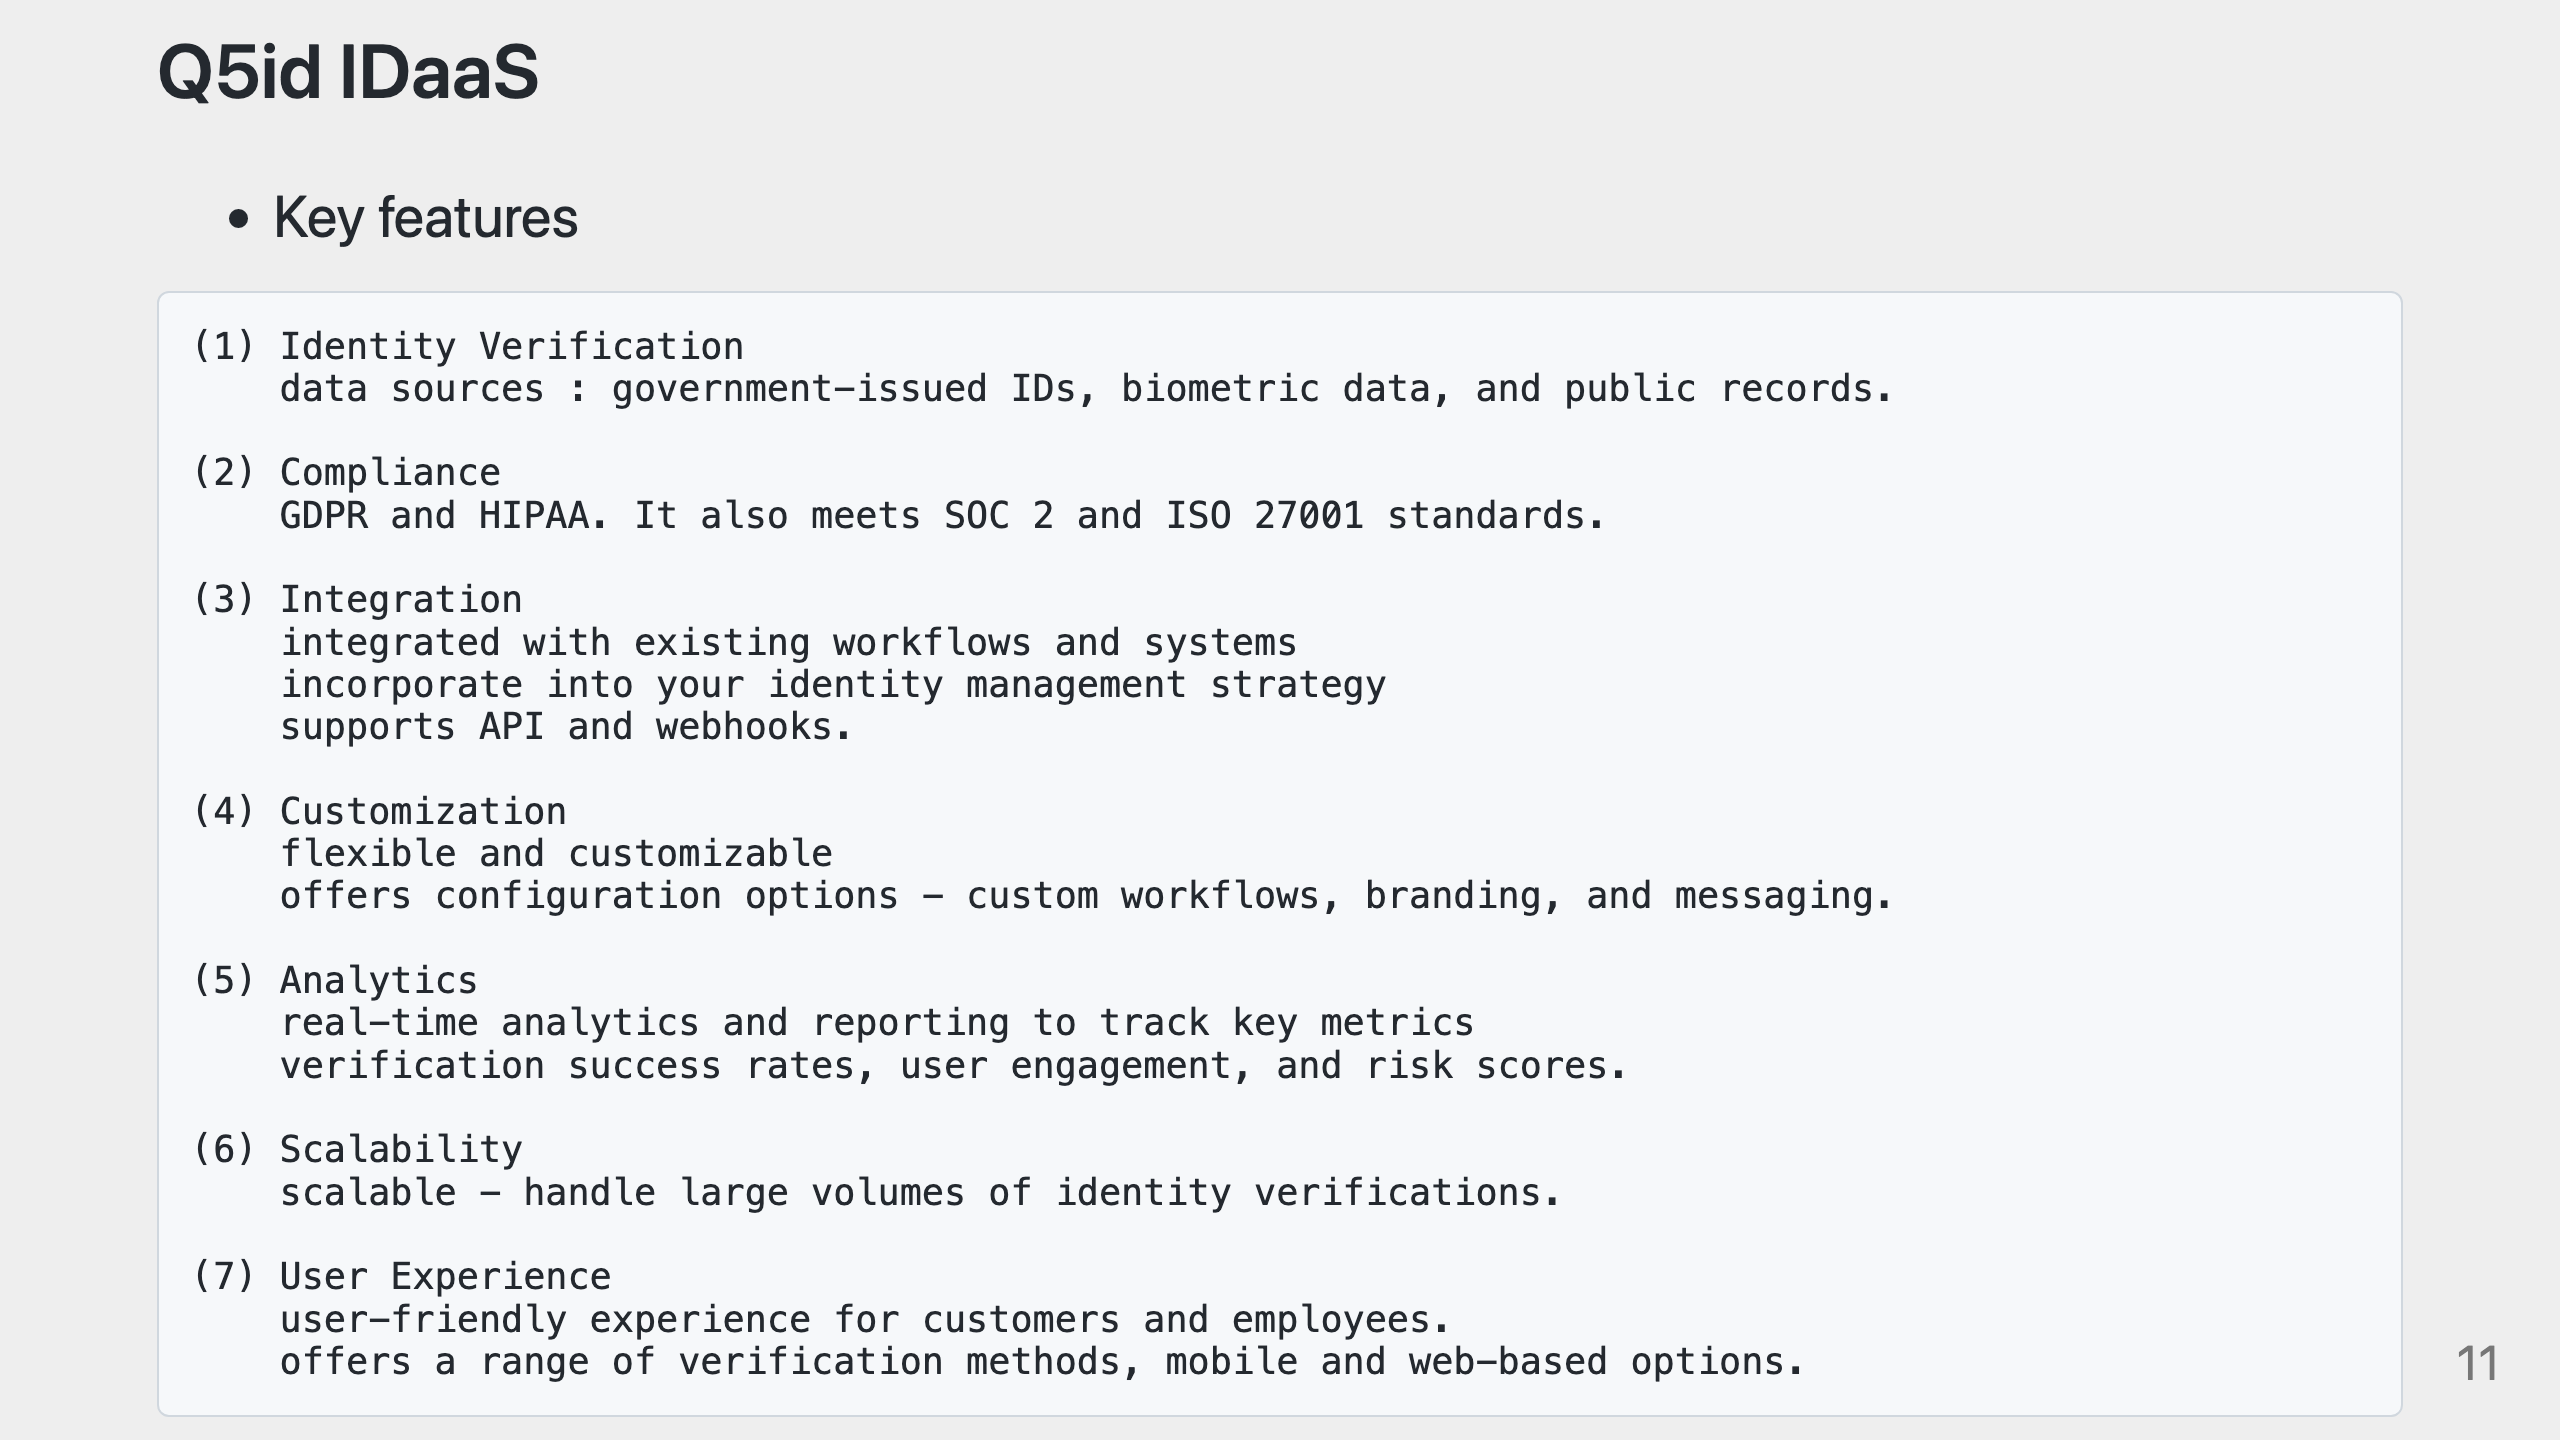 Q5id IDaaS
• Key features
(1) Identity Verification
data sources : government-issued IDs, biometric data, and public records.
(2) Compliance
GDPR and HIPAA. It also meets SOC 2 and ISO 27001 standards.
(3) Integration
integrated with existing workflows and systems
incorporate into your identity management strategy
supports API and webhooks.
(4) Customization
flexible and customizable
offers configuration options - custom workflows, branding, and messaging.
(5) Analytics
real-time analytics and reporting to track key metrics
verification success rates, user engagement, and risk scores.
(6) Scalability
scalable - handle large volumes of identity verifications.
(7) User Experience
user-friendly experience for customers and employees.
offers a range of verification methods, mobile and web-based options.
11